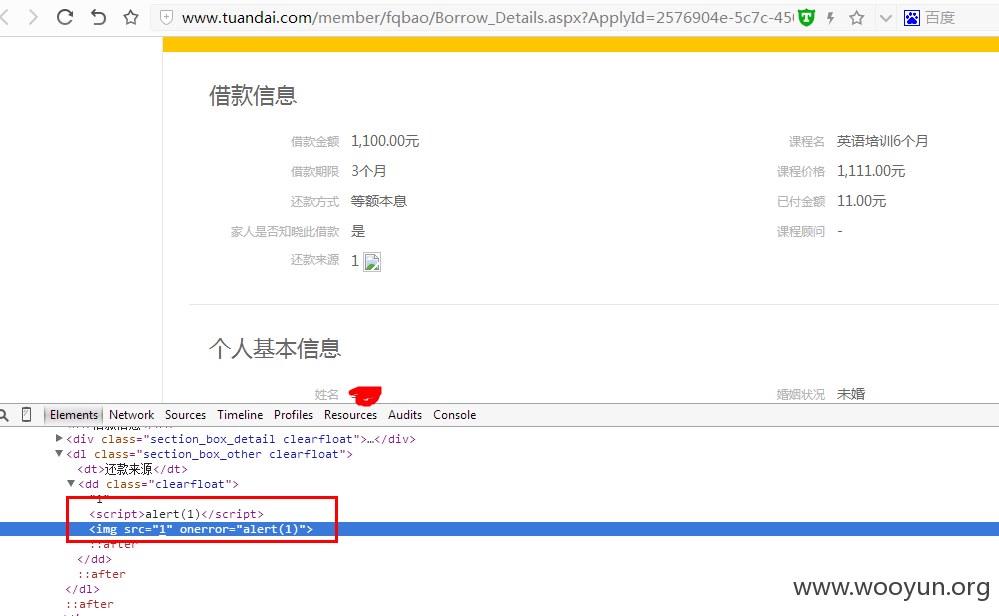 www.tuandai.com/member/fqbao/Borrow_Details.aspx?ApplyId=2576904e-5c7c-450 百度
借款信息
借款金额 1,100.00元 课程名 英语培训6个月
借款期限 3个月 课程价格 1,111.00元
还款方式 等额本息 已付金额 11.00元
家人是否知晓此借款 是 课程顾问 -
还款来源 1
个人基本信息
姓名 婚姻状况 未婚
Elements Network Sources Timeline Profiles Resources Audits Console
<div class="section_box_detail clearfloat">…</div>
<dl class="section_box_other clearfloat">
<dt>还款来源</dt>
<dd class="clearfloat">
"1"
<script>alert(1)</script>
<img src="1" onerror="alert(1)">
::after
</dd>
::after
</dl>
::after
www.wooyun.org